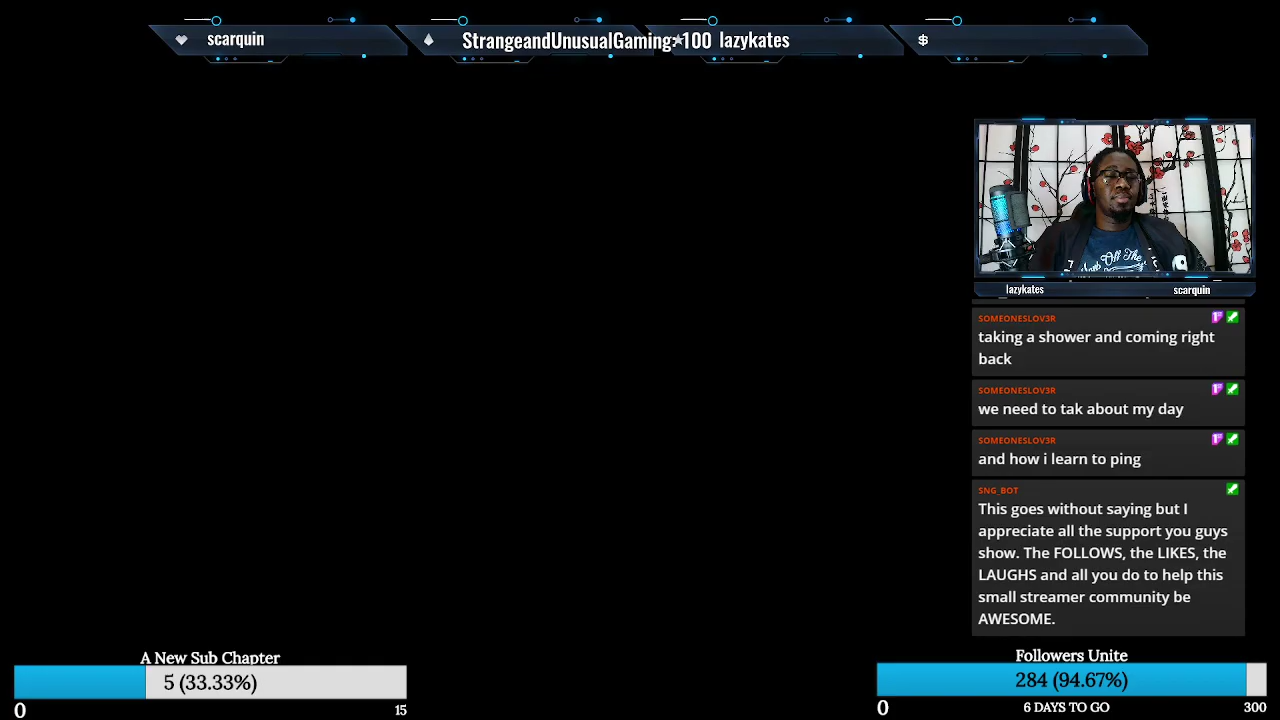 scarquin
StrangeandUnusualGaming: 100
lazykates
lazykates
scarquin
SOMEONESLOV3R
taking a shower and coming right
back
SOMEONESLOV3R
we need to tak about my day
SOMEONESLOV3R
and how i learn to ping
SNG_BOT
This goes without saying but I
appreciate all the support you guys
show. The FOLLOWS, the LIKES, the
LAUGHS and all you do to help this
small streamer community be
AWESOME.
A New Sub Chapter
5 (33.33%)
0
15
Followers Unite
284 (94.67%)
0
6 DAYS TO GO
300